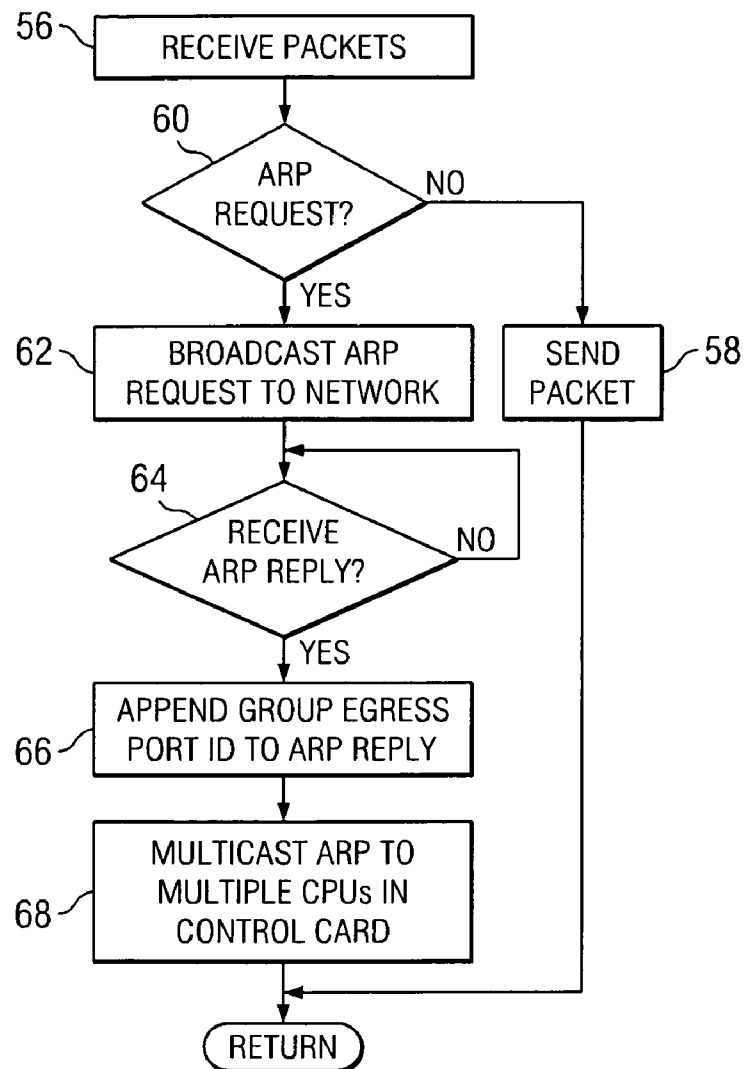 56
RECEIVE PACKETS
60
ARP
REQUEST?
NO
YES
62
BROADCAST ARP
REQUEST TO NETWORK
SEND
PACKET
58
64
RECEIVE
ARP REPLY?
NO
YES
66
APPEND GROUP EGRESS
PORT ID TO ARP REPLY
68
MULTICAST ARP TO
MULTIPLE CPUs IN
CONTROL CARD
RETURN